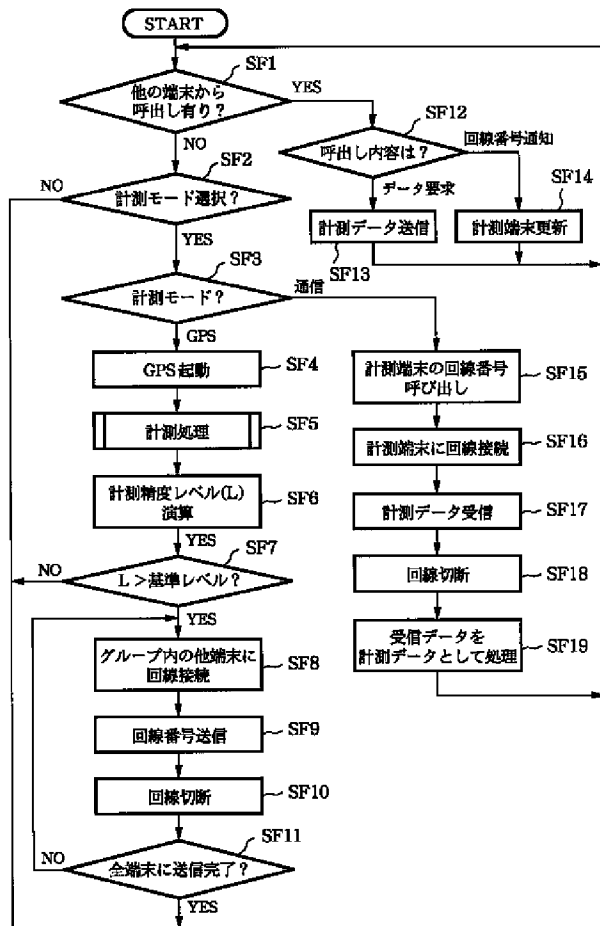 START
SF1
他の端末から
呼出し有り？
YES
NO
SF12
呼出し内容は？
回線番号通知
データ要求
SF14
計測データ送信
計測端末更新
SF13
SF2
NO
計測モード選択？
YES
SF3
計測モード？
通信
GPS
GPS起動
SF4
計測処理
SF5
計測精度レベル(L)
演算
SF6
YES
SF7
NO
L＞基準レベル？
YES
グループ内の他端末に
回線接続
SF8
回線番号送信
SF9
回線切断
SF10
SF11
NO
全端末に送信完了？
YES
計測端末の回線番号
呼び出し
SF15
計測端末に回線接続
SF16
計測データ受信
SF17
回線切断
SF18
受信データを
計測データとして処理
SF19